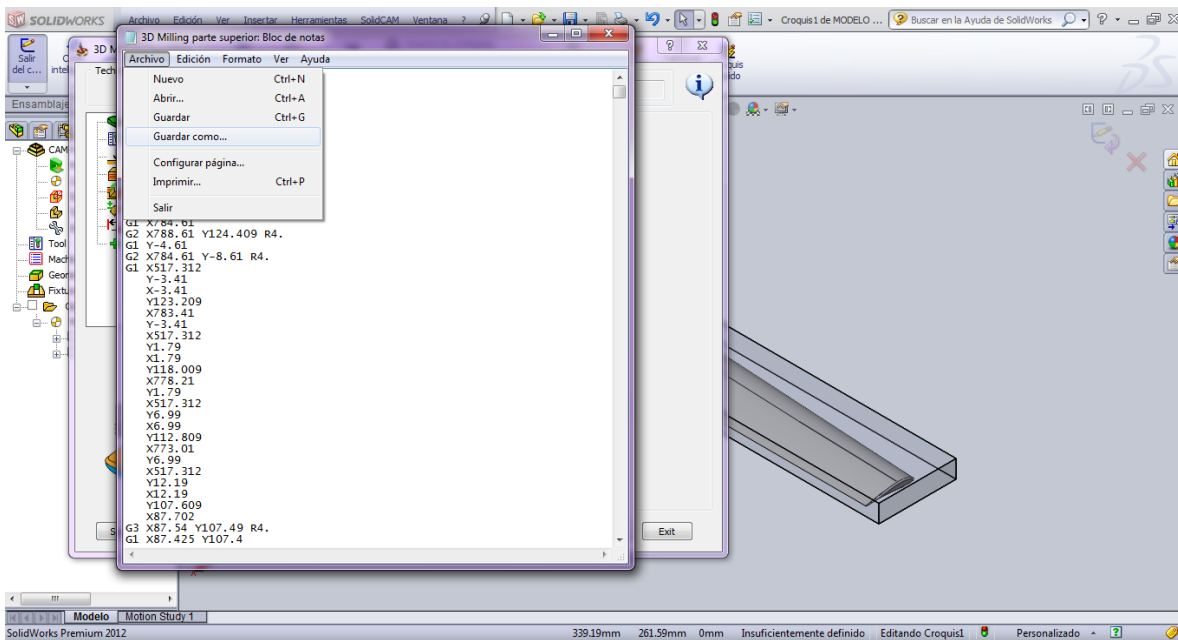 SOLIDWORKS Archivo Edición Ver Insertar Herramientas SolidCAM Ventana ? Croquis1 de MODELO ... Buscar en la Ayuda de SolidWorks
3D Milling parte superior: Bloc de notas
Archivo Edición Formato Ver Ayuda
Salir
del c...
intel
3D M
Tech
Ensamblaje
Nuevo Ctrl+N
Abrir... Ctrl+A
Guardar Ctrl+G
Guardar como...
Configurar página...
Imprimir... Ctrl+P
Salir
CAM
Tool
Mach
Geom
Fixtu
G1 X784.61
G2 X788.61 Y124.409 R4.
G1 Y-4.61
G2 X784.61 Y-8.61 R4.
G1 X517.312
Y-3.41
X-3.41
Y123.209
X783.41
Y-3.41
X517.312
Y1.79
X1.79
Y118.009
X778.21
Y1.79
X517.312
Y6.99
X6.99
Y112.809
X773.01
Y6.99
X517.312
Y12.19
X12.19
Y107.609
X87.702
G3 X87.54 Y107.49 R4.
G1 X87.425 Y107.4
Exit
Modelo Motion Study 1
SolidWorks Premium 2012 339.19mm 261.59mm 0mm Insuficientemente definido Editando Croquis1 Personalizado